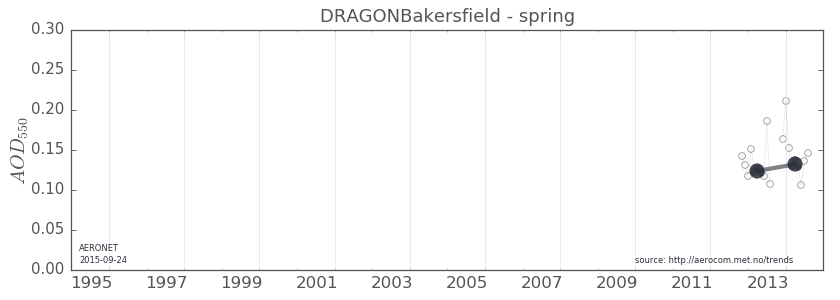 DRAGONBakersfield - spring
0.30
0.25
0.20
0.15
0.10
0.05
0.00
AOD550
AERONET
2015-09-24
source: http://aerocom.met.no/trends
1995 1997 1999 2001 2003 2005 2007 2009 2011 2013